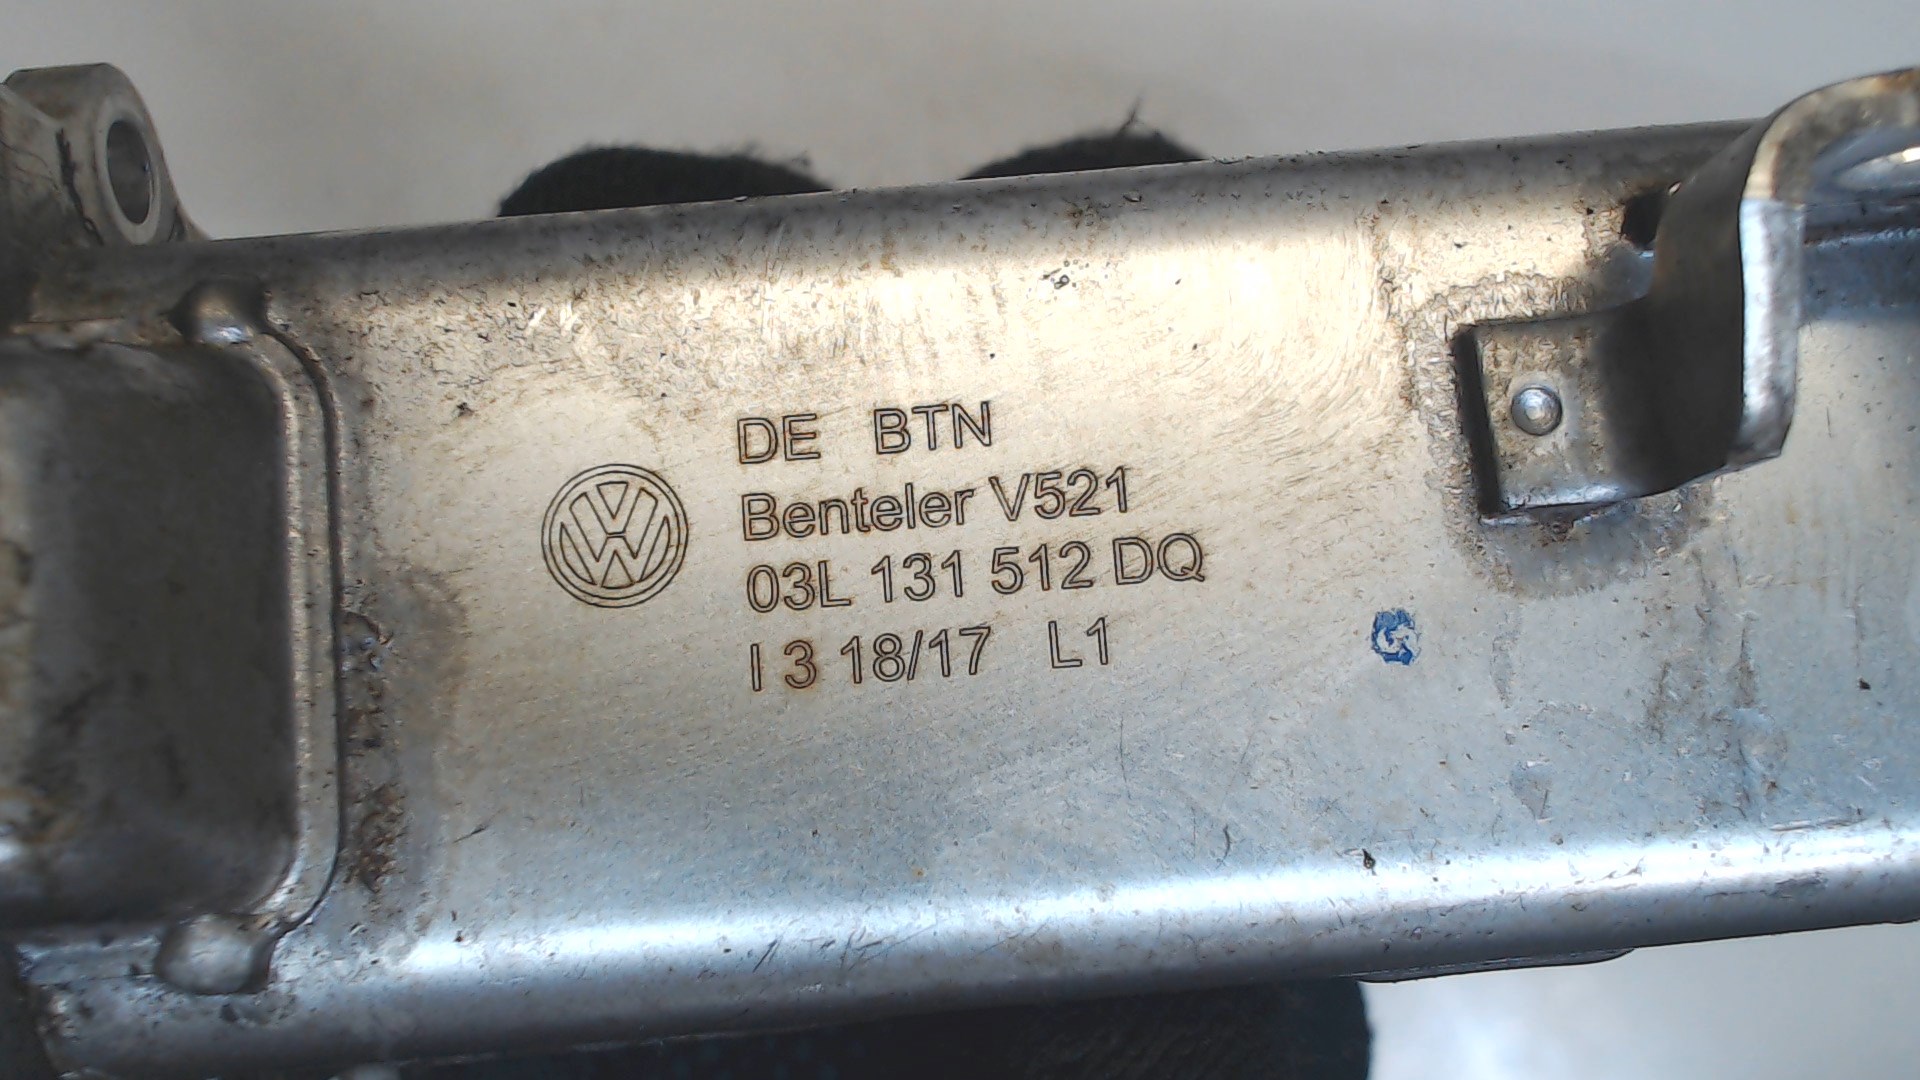 DE BTN
Benteler V521
03L 131 512 DQ
I 3 18/17 L1